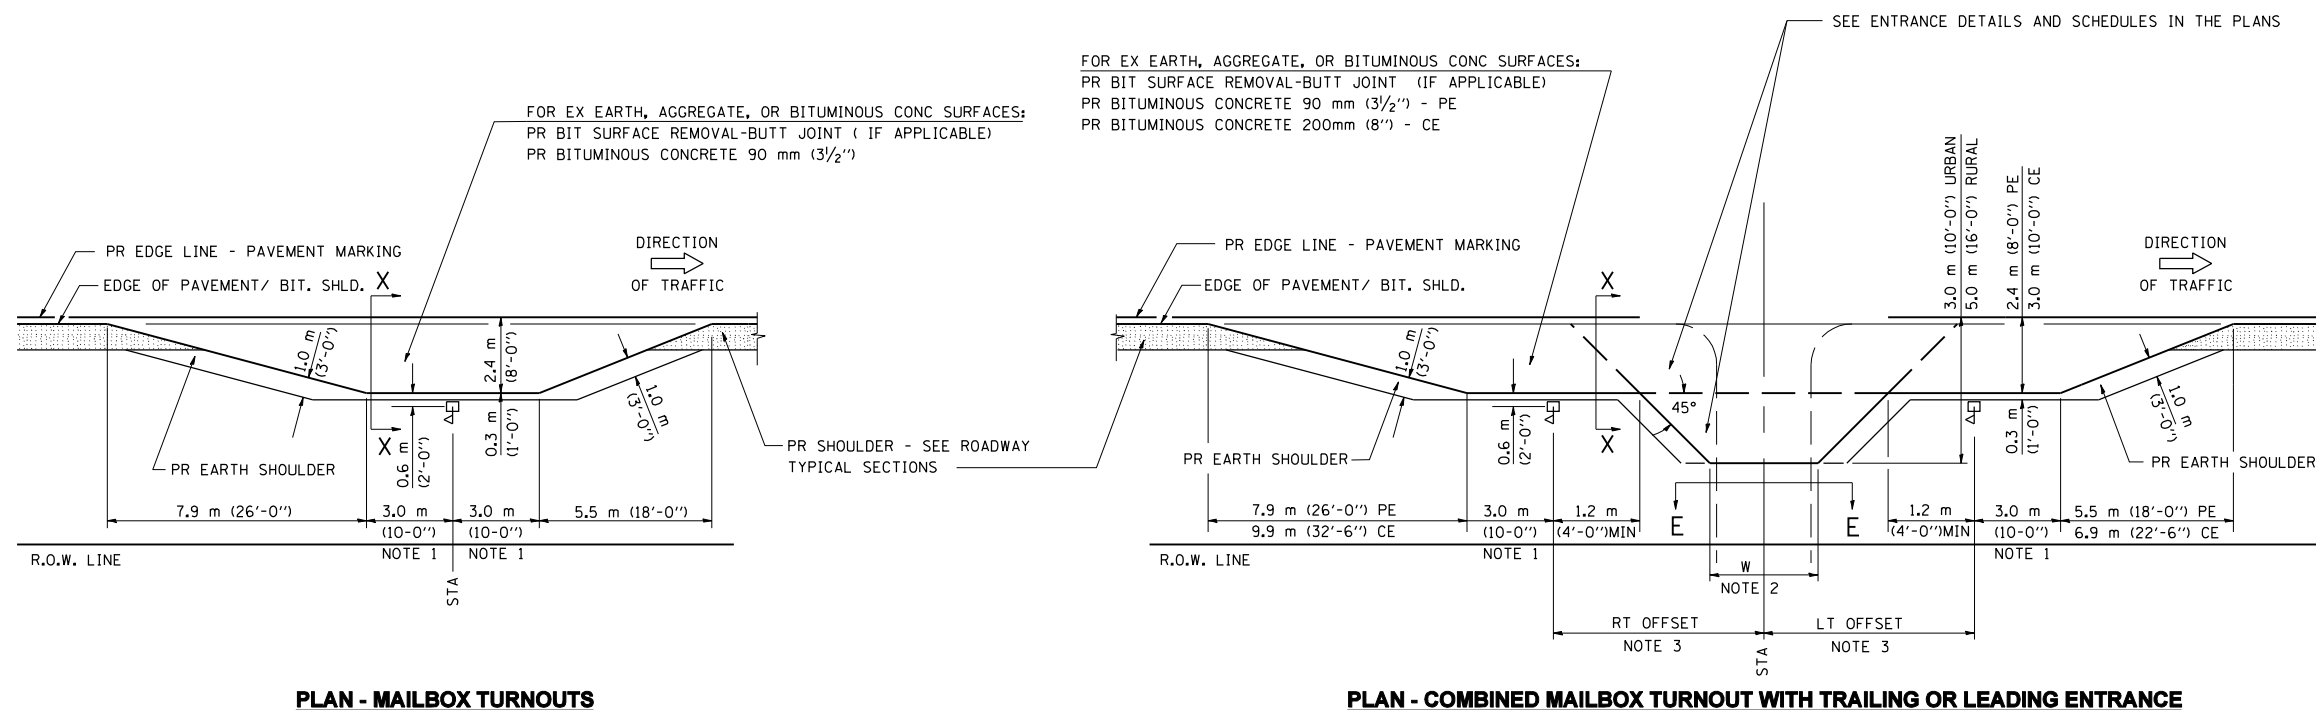 SEE ENTRANCE DETAILS AND SCHEDULES IN THE PLANS
FOR EX EARTH, AGGREGATE, OR BITUMINOUS CONC SURFACES:
PR BIT SURFACE REMOVAL-BUTT JOINT ( IF APPLICABLE)
PR BITUMINOUS CONCRETE 90 mm (3 1/2'')
PR EDGE LINE - PAVEMENT MARKING
EDGE OF PAVEMENT/ BIT. SHLD.
X
DIRECTION
OF TRAFFIC
1.0 m
(3'-0'')
2.4 m
(8'-0'')
1.0 m
(3'-0'')
X
0.6 m
(2'-0'')
0.3 m
(1'-0'')
PR EARTH SHOULDER
PR SHOULDER - SEE ROADWAY
TYPICAL SECTIONS
7.9 m (26'-0'')
3.0 m
(10-0'')
NOTE 1
3.0 m
(10-0'')
NOTE 1
5.5 m (18'-0'')
R.O.W. LINE
STA
PLAN - MAILBOX TURNOUTS
FOR EX EARTH, AGGREGATE, OR BITUMINOUS CONC SURFACES:
PR BIT SURFACE REMOVAL-BUTT JOINT (IF APPLICABLE)
PR BITUMINOUS CONCRETE 90 mm (3 1/2'') - PE
PR BITUMINOUS CONCRETE 200mm (8'') - CE
3.0 m (10'-0'') URBAN
5.0 m (16'-0'') RURAL
2.4 m (8'-0'') PE
3.0 m (10'-0'') CE
PR EDGE LINE - PAVEMENT MARKING
EDGE OF PAVEMENT/ BIT. SHLD.
X
DIRECTION
OF TRAFFIC
1.0 m
(3'-0'')
45°
1.0 m
(3'-0'')
X
0.6 m
(2'-0'')
0.3 m
(1'-0'')
PR EARTH SHOULDER
PR EARTH SHOULDER
7.9 m (26'-0'') PE
9.9 m (32'-6'') CE
3.0 m
(10-0'')
NOTE 1
1.2 m
(4'-0'')MIN
E
E
1.2 m
(4'-0'')MIN
3.0 m
(10-0'')
NOTE 1
5.5 m (18'-0'') PE
6.9 m (22'-6'') CE
R.O.W. LINE
W
NOTE 2
RT OFFSET
NOTE 3
LT OFFSET
NOTE 3
STA
PLAN - COMBINED MAILBOX TURNOUT WITH TRAILING OR LEADING ENTRANCE